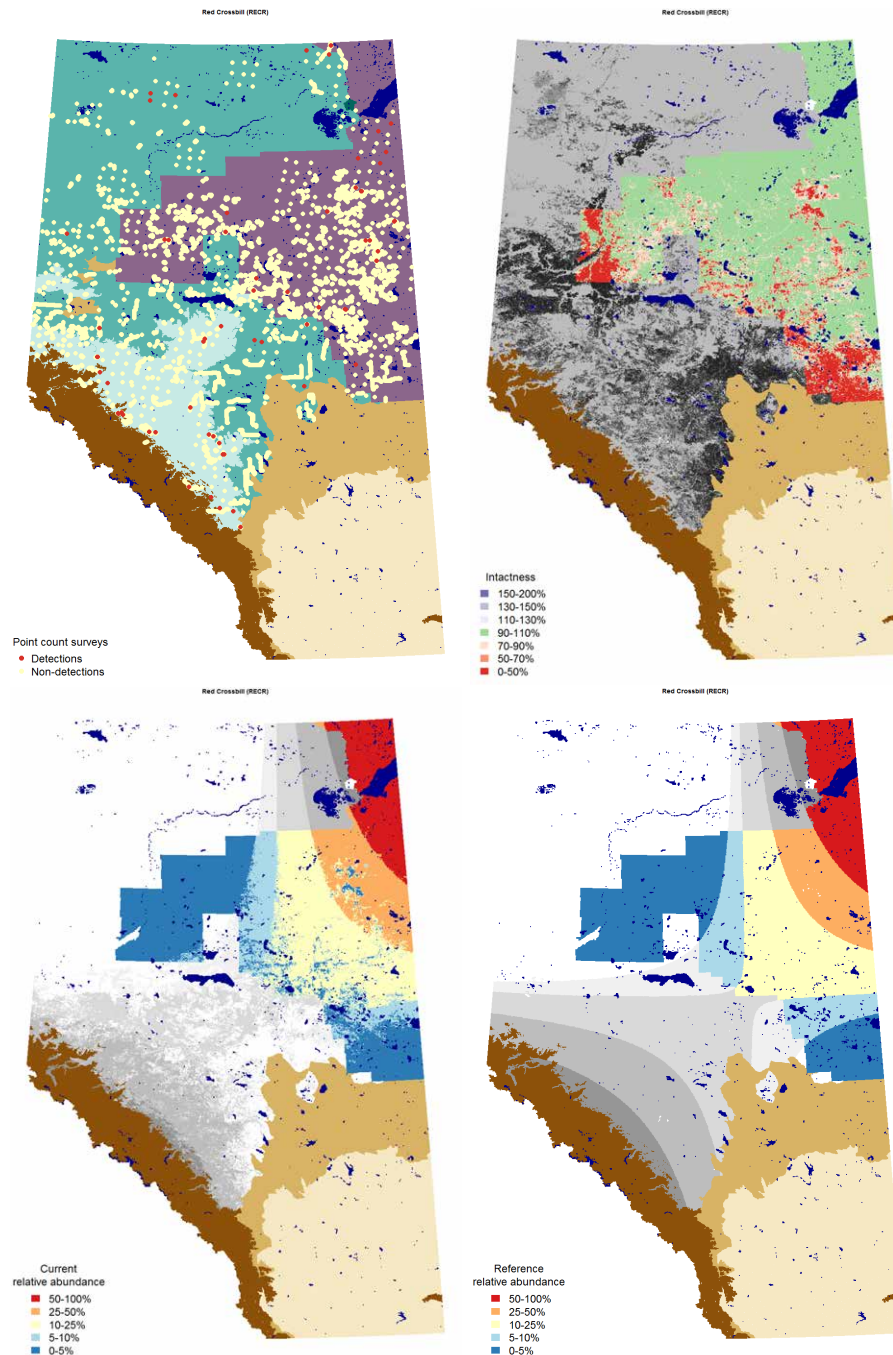 Red Crossbill (RECR)
Point count surveys
Detections
Non-detections
Red Crossbill (RECR)
Intactness
150-200%
130-150%
110-130%
90-110%
70-90%
50-70%
0-50%
Red Crossbill (RECR)
Current
relative abundance
50-100%
25-50%
10-25%
5-10%
0-5%
Red Crossbill (RECR)
Reference
relative abundance
50-100%
25-50%
10-25%
5-10%
0-5%